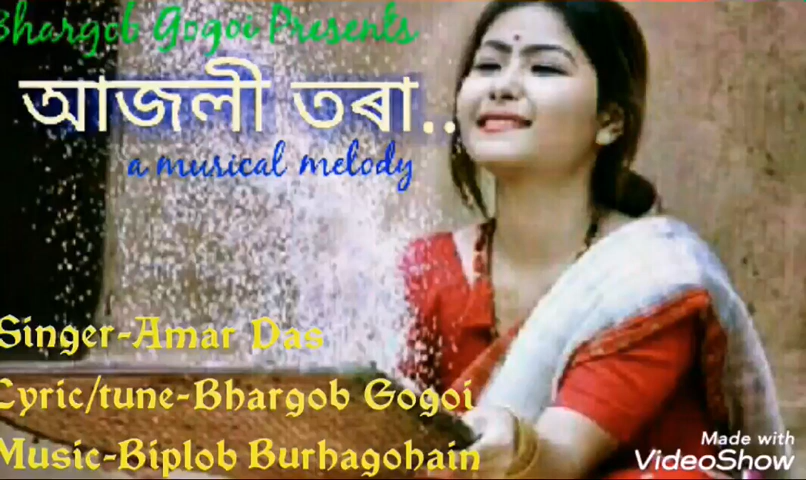 Bhargob Gogoi Presents
আজলী তৰা..
a musical melody
Singer-Amar Das
Lyric/tune-Bhargob Gogoi
Music-Biplob Burhagohain
Made with
VideoShow